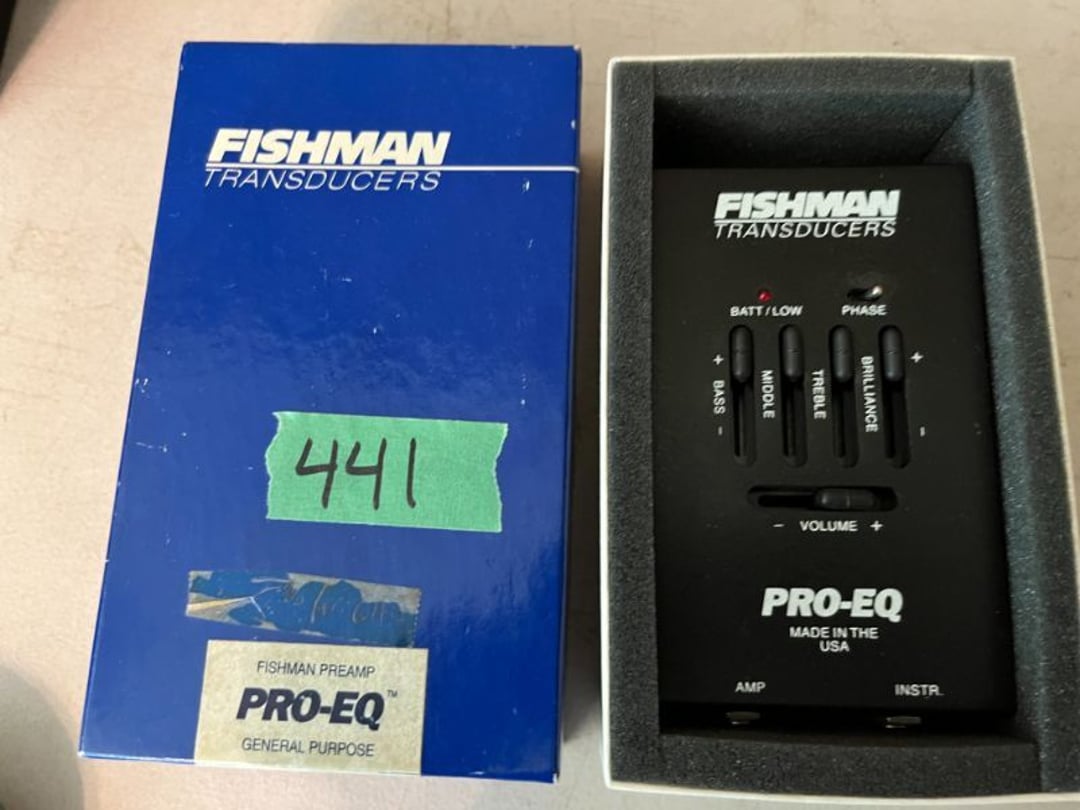 FISHMAN
TRANSDUCERS
441
FISHMAN PREAMP
PRO-EQ™
GENERAL PURPOSE
FISHMAN
TRANSDUCERS
BATT/LOW PHASE
+ +
BASS MIDDLE TREBLE BRILLIANCE
- -
- VOLUME +
PRO-EQ
MADE IN THE
USA
AMP INSTR.